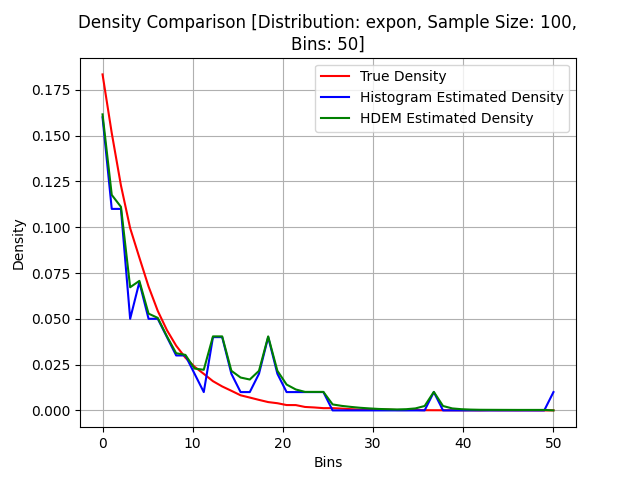 Density Comparison [Distribution: expon, Sample Size: 100,
Bins: 50]
True Density
Histogram Estimated Density
HDEM Estimated Density
Density
0.175
0.150
0.125
0.100
0.075
0.050
0.025
0.000
0 10 20 30 40 50
Bins